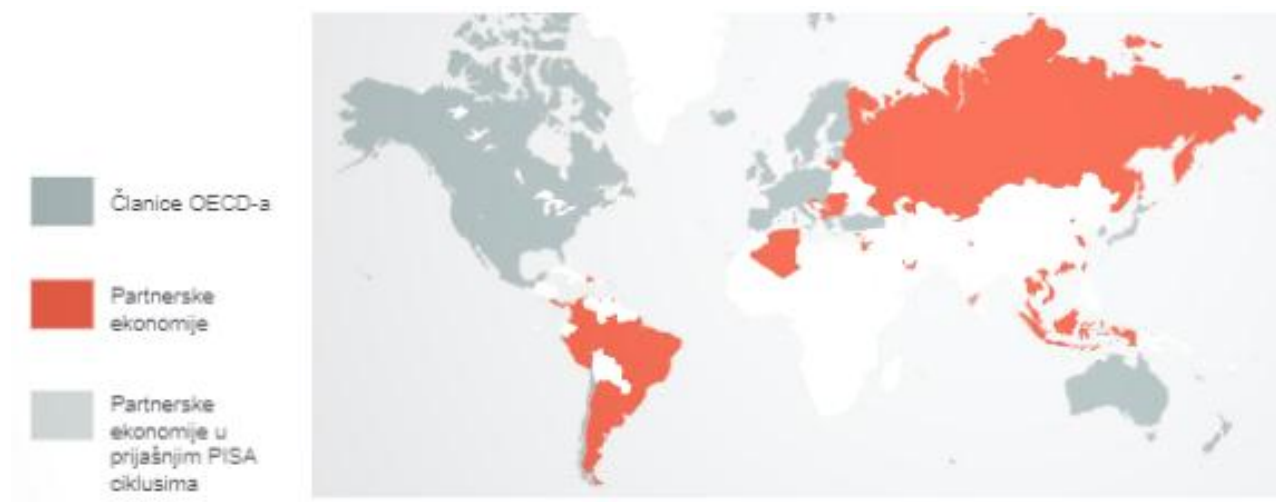 Članice OECD-a
Partnerske
ekonomije
Partnerske
ekonomije u
prijašnjim PISA
ciklusima